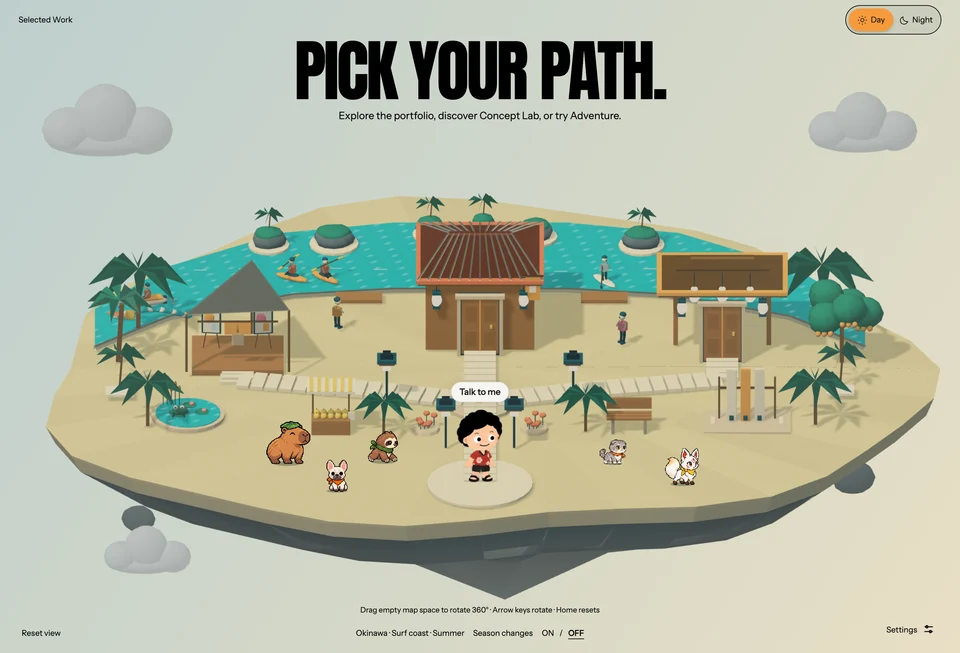 Selected Work
Day
Night
PICK YOUR PATH.
Explore the portfolio, discover Concept Lab, or try Adventure.
Talk to me
Drag empty map space to rotate 360° · Arrow keys rotate · Home resets
Reset view
Okinawa · Surf coast · Summer Season changes ON / OFF
Settings